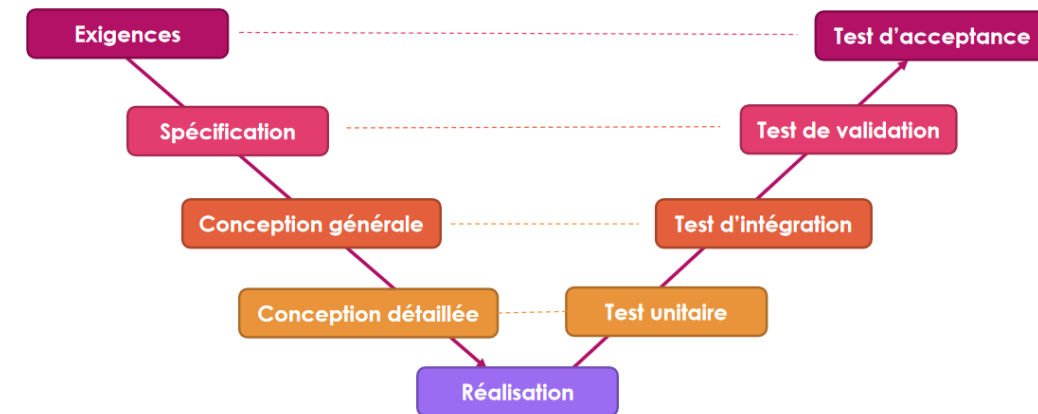 Exigences
Test d'acceptance
Spécification
Test de validation
Conception générale
Test d'intégration
Conception détaillée
Test unitaire
Réalisation